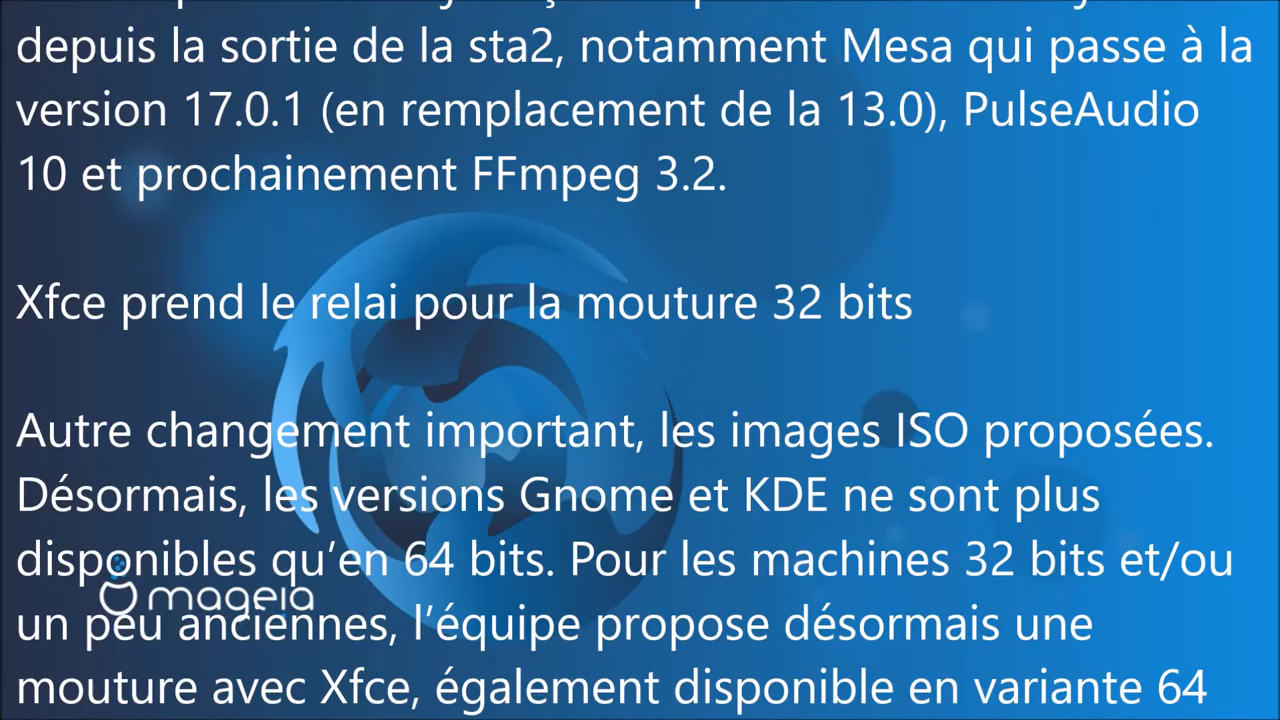 depuis la sortie de la sta2, notamment Mesa qui passe à la
version 17.0.1 (en remplacement de la 13.0), PulseAudio
10 et prochainement FFmpeg 3.2.
Xfce prend le relai pour la mouture 32 bits
Autre changement important, les images ISO proposées.
Désormais, les versions Gnome et KDE ne sont plus
disponibles qu’en 64 bits. Pour les machines 32 bits et/ou
mageia
un peu anciennes, l’équipe propose désormais une
mouture avec Xfce, également disponible en variante 64